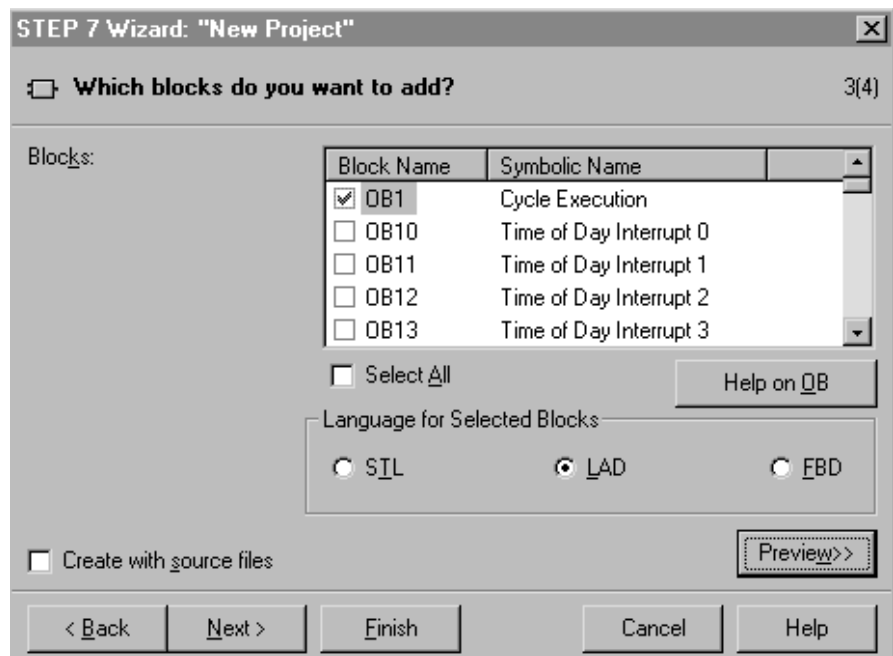 STEP 7 Wizard: "New Project"
Which blocks do you want to add? 3(4)
Blocks:
Block Name Symbolic Name
OB1 Cycle Execution
OB10 Time of Day Interrupt 0
OB11 Time of Day Interrupt 1
OB12 Time of Day Interrupt 2
OB13 Time of Day Interrupt 3
Select All
Help on OB
Language for Selected Blocks
STL LAD FBD
Create with source files
Preview>>
< Back Next > Finish Cancel Help